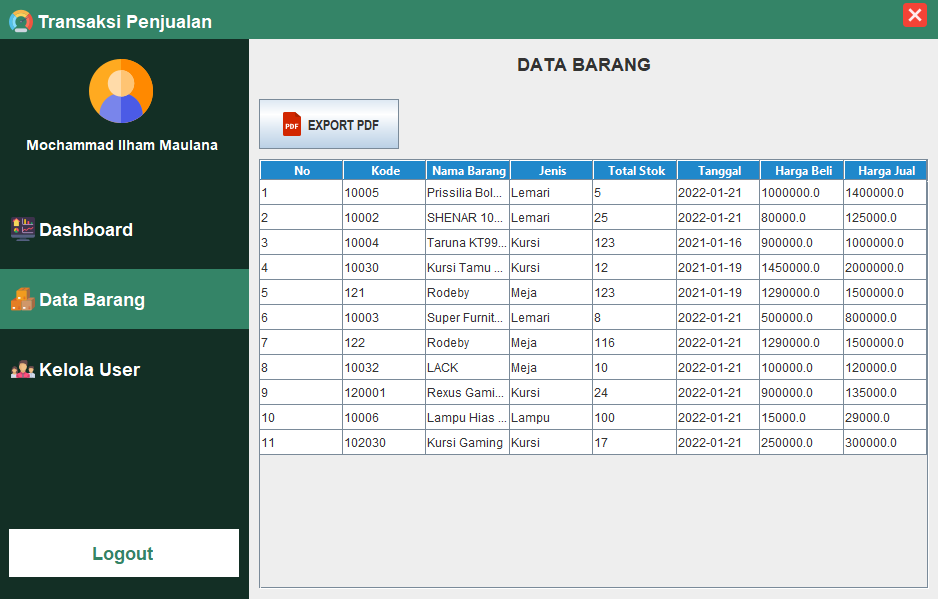 Transaksi Penjualan
Mochammad Ilham Maulana
Dashboard
Data Barang
Kelola User
Logout
DATA BARANG
PDF EXPORT PDF
No Kode Nama Barang Jenis Total Stok Tanggal Harga Beli Harga Jual
1 10005 Prissilia Bol... Lemari 5 2022-01-21 1000000.0 1400000.0
2 10002 SHENAR 10... Lemari 25 2022-01-21 80000.0 125000.0
3 10004 Taruna KT99... Kursi 123 2021-01-16 900000.0 1000000.0
4 10030 Kursi Tamu ... Kursi 12 2021-01-19 1450000.0 2000000.0
5 121 Rodeby Meja 123 2021-01-19 1290000.0 1500000.0
6 10003 Super Furnit... Lemari 8 2022-01-21 500000.0 800000.0
7 122 Rodeby Meja 116 2022-01-21 1290000.0 1500000.0
8 10032 LACK Meja 10 2022-01-21 100000.0 120000.0
9 120001 Rexus Gami... Kursi 24 2022-01-21 900000.0 135000.0
10 10006 Lampu Hias ... Lampu 100 2022-01-21 15000.0 29000.0
11 102030 Kursi Gaming Kursi 17 2022-01-21 250000.0 300000.0